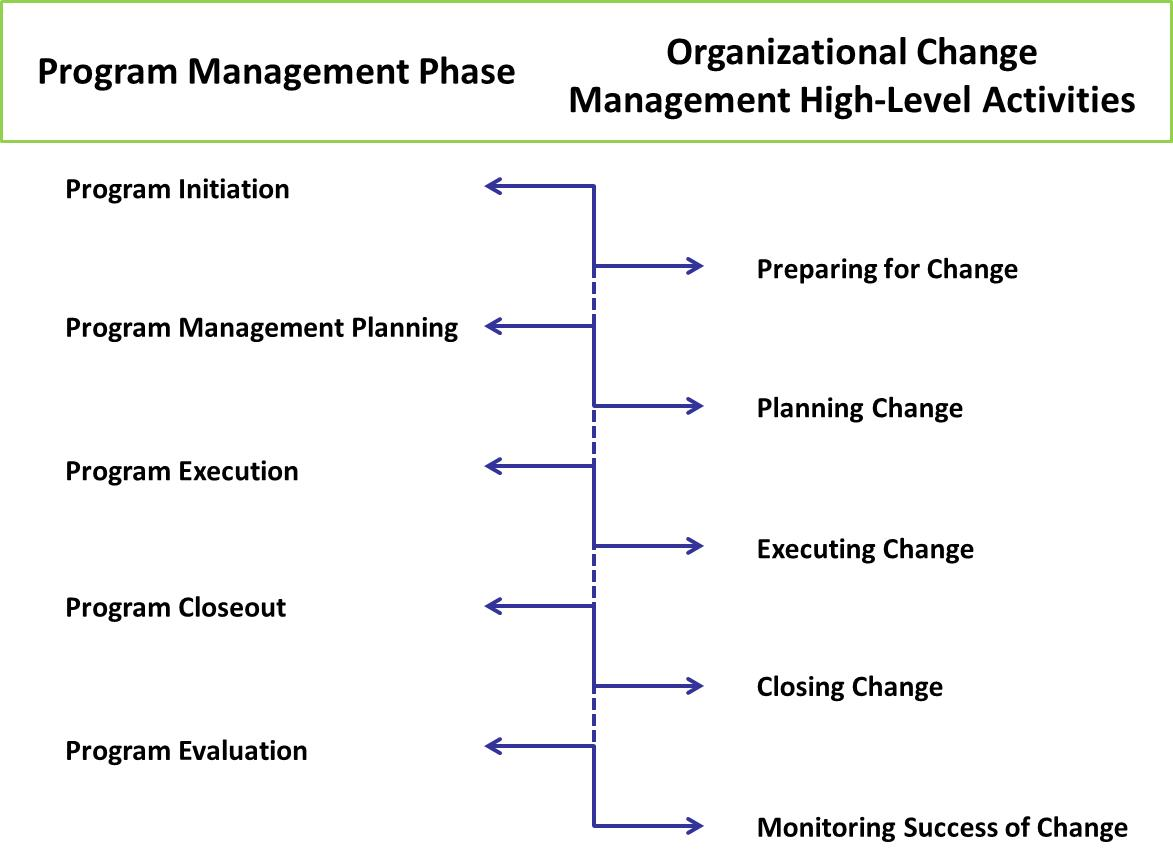 Program Management Phase
Organizational Change
Management High-Level Activities
Program Initiation
Preparing for Change
Program Management Planning
Planning Change
Program Execution
Executing Change
Program Closeout
Closing Change
Program Evaluation
Monitoring Success of Change